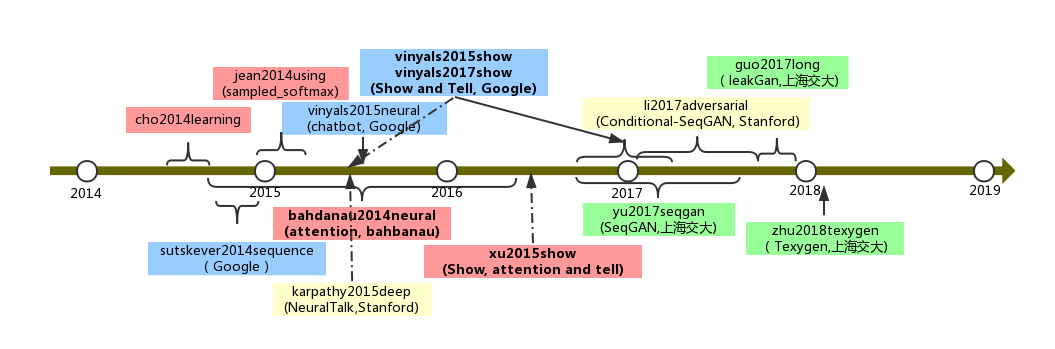 vinyals2015show
vinyals2017show
(Show and Tell, Google)
guo2017long
( leakGan,上海交大)
jean2014using
(sampled_softmax)
cho2014learning
vinyals2015neural
(chatbot, Google)
li2017adversarial
(Conditional-SeqGAN, Stanford)
2014
2015
2016
2017
2018
2019
bahdanau2014neural
(attention, bahbanau)
yu2017seqgan
(SeqGAN,上海交大)
zhu2018texygen
( Texygen,上海交大)
sutskever2014sequence
( Google )
xu2015show
(Show, attention and tell)
karpathy2015deep
(NeuralTalk,Stanford)